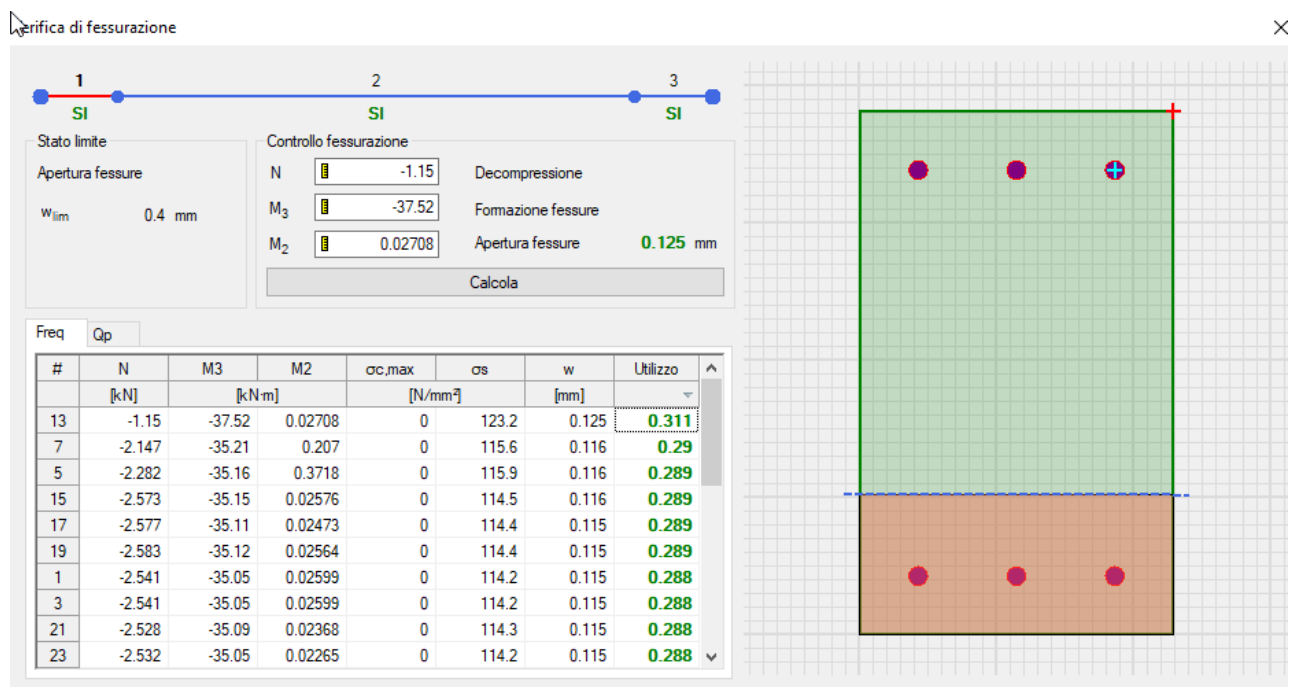 erifica di fessurazione
1 2 3
SI SI SI
Stato limite
Apertura fessure
wlim 0.4 mm
Controllo fessurazione
N -1.15 Decompressione
M3 -37.52 Formazione fessure
M2 0.02708 Apertura fessure 0.125 mm
Calcola
Freq Qp
# N M3 M2 σc,max σs w Utilizzo
[kN] [kN·m] [N/mm²] [mm]
13 -1.15 -37.52 0.02708 0 123.2 0.125 0.311
7 -2.147 -35.21 0.207 0 115.6 0.116 0.29
5 -2.282 -35.16 0.3718 0 115.9 0.116 0.289
15 -2.573 -35.15 0.02576 0 114.5 0.116 0.289
17 -2.577 -35.11 0.02473 0 114.4 0.115 0.289
19 -2.583 -35.12 0.02564 0 114.4 0.115 0.289
1 -2.541 -35.05 0.02599 0 114.2 0.115 0.288
3 -2.541 -35.05 0.02599 0 114.2 0.115 0.288
21 -2.528 -35.09 0.02368 0 114.3 0.115 0.288
23 -2.532 -35.05 0.02265 0 114.2 0.115 0.288